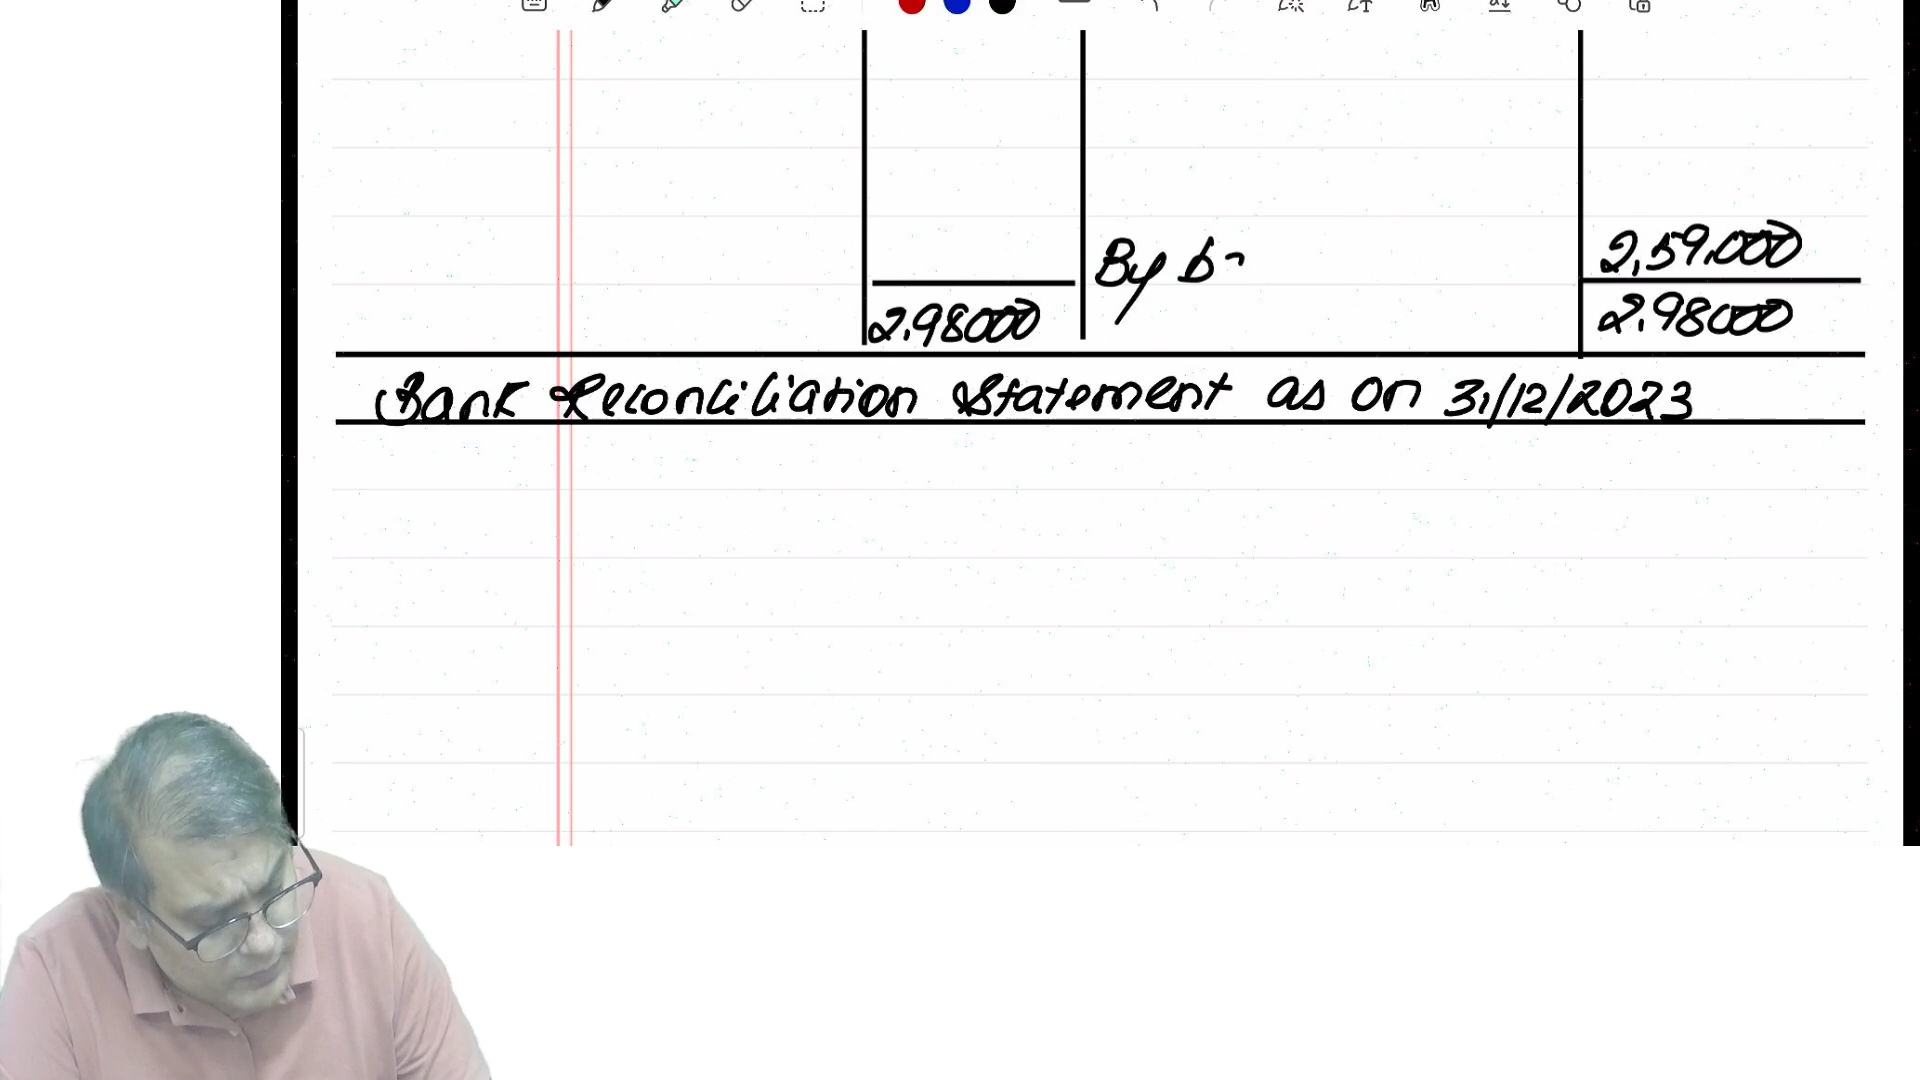 2,59,000
By b
2,98000 2,98000
Bank Reconciliation Statement as on 31/12/2023